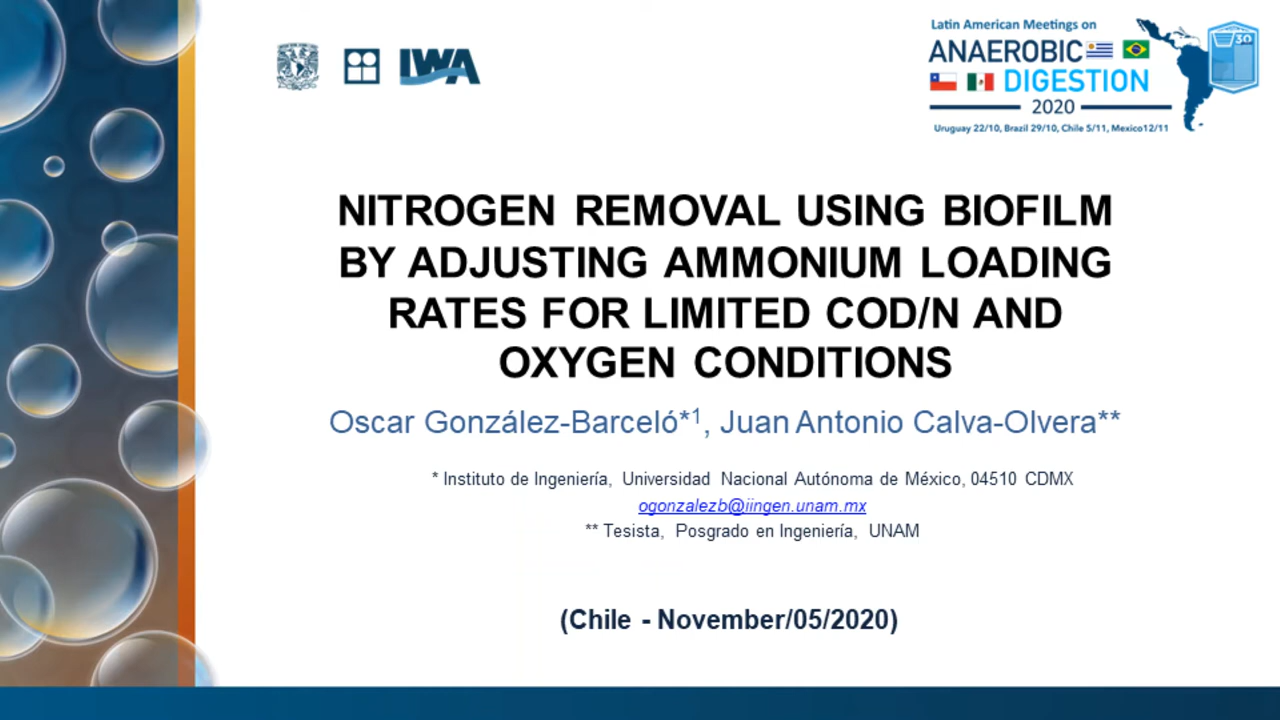 IWA
Latin American Meetings on
ANAEROBIC
DIGESTION
2020
Uruguay 22/10, Brazil 29/10, Chile 5/11, Mexico12/11
30
NITROGEN REMOVAL USING BIOFILM
BY ADJUSTING AMMONIUM LOADING
RATES FOR LIMITED COD/N AND
OXYGEN CONDITIONS
Oscar González-Barceló*¹, Juan Antonio Calva-Olvera**
* Instituto de Ingeniería, Universidad Nacional Autónoma de México, 04510 CDMX
ogonzalezb@iingen.unam.mx
** Tesista, Posgrado en Ingeniería, UNAM
(Chile - November/05/2020)